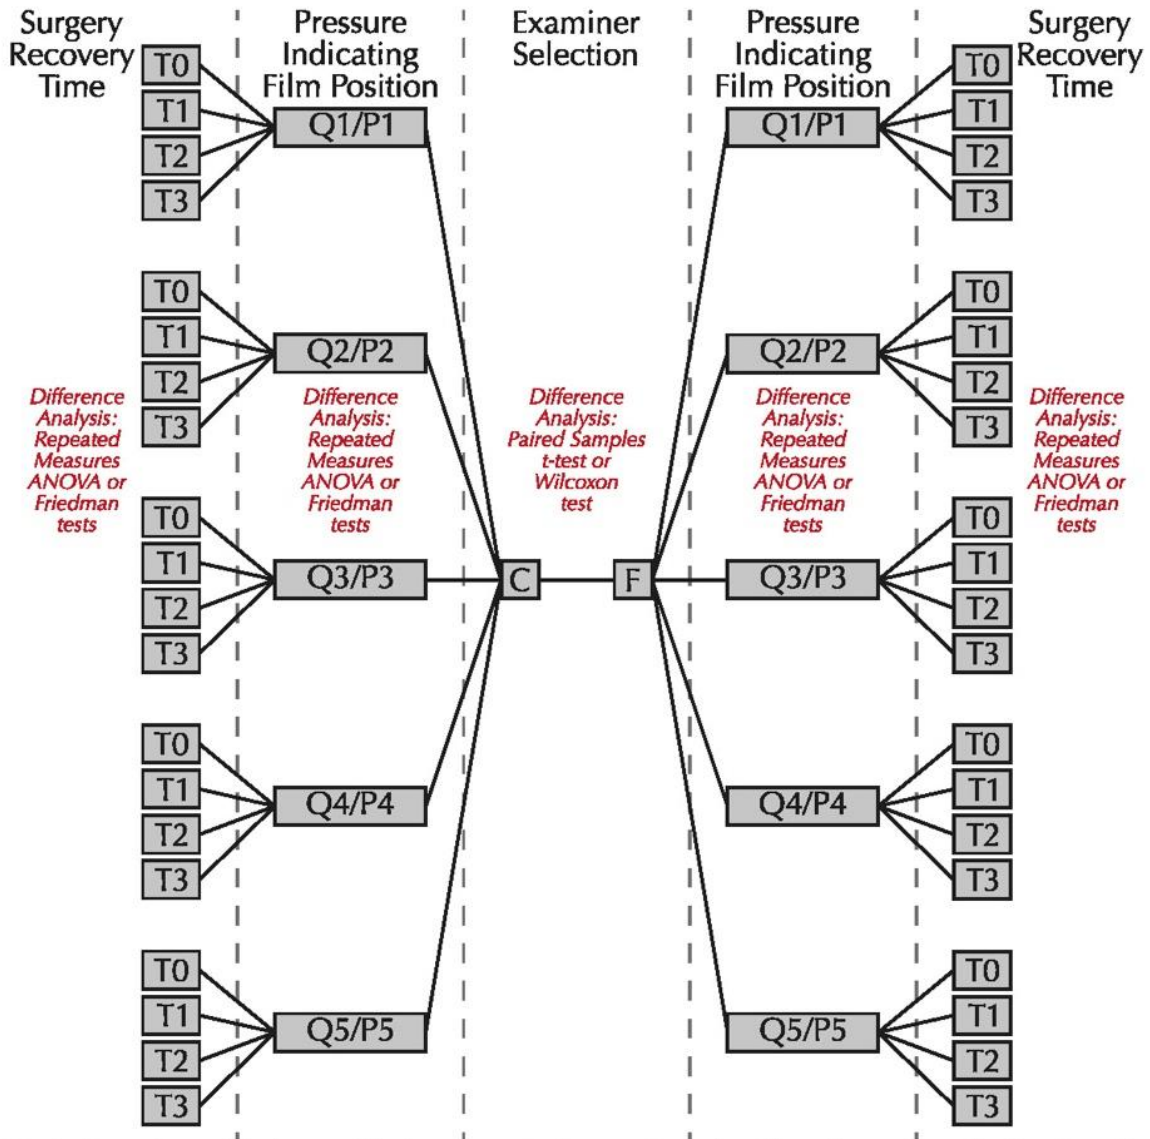 Surgery
Recovery
Time
Pressure
Indicating
Film Position
Examiner
Selection
Pressure
Indicating
Film Position
Surgery
Recovery
Time
T0
T1
T2
T3
Q1/P1
Q1/P1
T0
T1
T2
T3
T0
T1
T2
T3
Q2/P2
Q2/P2
T0
T1
T2
T3
Difference
Analysis:
Repeated
Measures
ANOVA or
Friedman
tests
Difference
Analysis:
Repeated
Measures
ANOVA or
Friedman
tests
Difference
Analysis:
Paired Samples
t-test or
Wilcoxon
test
Difference
Analysis:
Repeated
Measures
ANOVA or
Friedman
tests
Difference
Analysis:
Repeated
Measures
ANOVA or
Friedman
tests
T0
T1
T2
T3
Q3/P3
C
F
Q3/P3
T0
T1
T2
T3
T0
T1
T2
T3
Q4/P4
Q4/P4
T0
T1
T2
T3
T0
T1
T2
T3
Q5/P5
Q5/P5
T0
T1
T2
T3